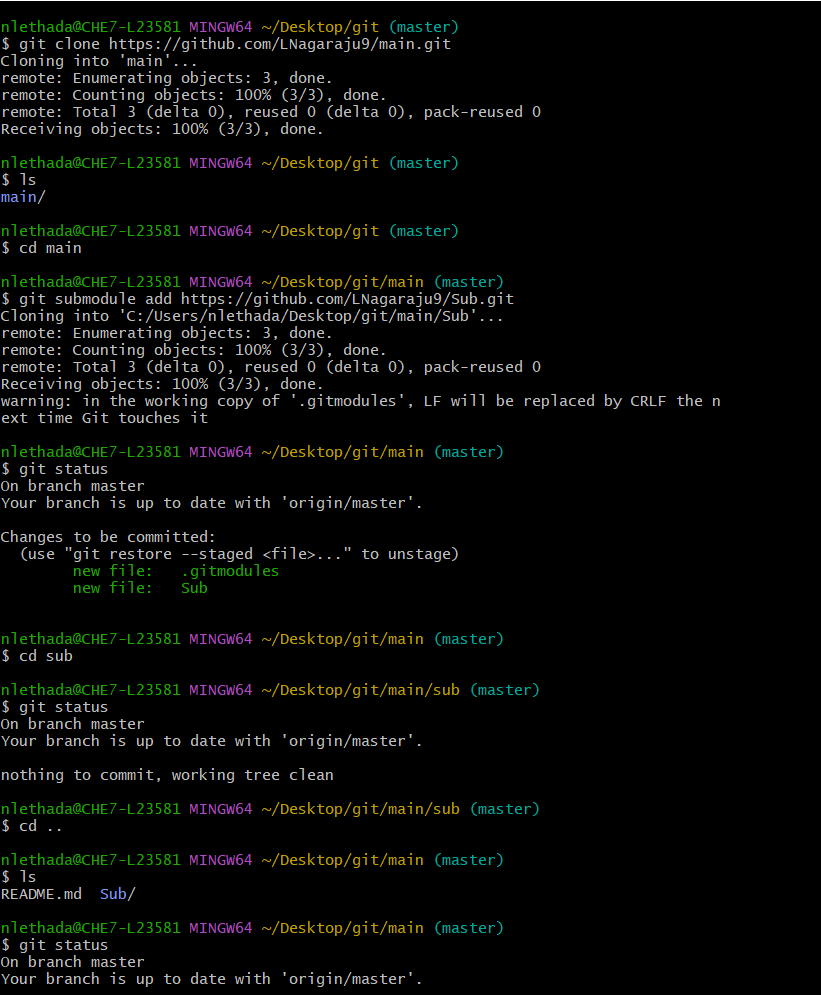 nlethada@CHE7-L23581 MINGW64 ~/Desktop/git (master)
$ git clone https://github.com/LNagaraju9/main.git
Cloning into 'main'...
remote: Enumerating objects: 3, done.
remote: Counting objects: 100% (3/3), done.
remote: Total 3 (delta 0), reused 0 (delta 0), pack-reused 0
Receiving objects: 100% (3/3), done.
nlethada@CHE7-L23581 MINGW64 ~/Desktop/git (master)
$ ls
main/
nlethada@CHE7-L23581 MINGW64 ~/Desktop/git (master)
$ cd main
nlethada@CHE7-L23581 MINGW64 ~/Desktop/git/main (master)
$ git submodule add https://github.com/LNagaraju9/Sub.git
Cloning into 'C:/Users/nlethada/Desktop/git/main/Sub'...
remote: Enumerating objects: 3, done.
remote: Counting objects: 100% (3/3), done.
remote: Total 3 (delta 0), reused 0 (delta 0), pack-reused 0
Receiving objects: 100% (3/3), done.
warning: in the working copy of '.gitmodules', LF will be replaced by CRLF the n
ext time Git touches it
nlethada@CHE7-L23581 MINGW64 ~/Desktop/git/main (master)
$ git status
On branch master
Your branch is up to date with 'origin/master'.
Changes to be committed:
  (use "git restore --staged <file>..." to unstage)
        new file:   .gitmodules
        new file:   Sub
nlethada@CHE7-L23581 MINGW64 ~/Desktop/git/main (master)
$ cd sub
nlethada@CHE7-L23581 MINGW64 ~/Desktop/git/main/sub (master)
$ git status
On branch master
Your branch is up to date with 'origin/master'.
nothing to commit, working tree clean
nlethada@CHE7-L23581 MINGW64 ~/Desktop/git/main/sub (master)
$ cd ..
nlethada@CHE7-L23581 MINGW64 ~/Desktop/git/main (master)
$ ls
README.md  Sub/
nlethada@CHE7-L23581 MINGW64 ~/Desktop/git/main (master)
$ git status
On branch master
Your branch is up to date with 'origin/master'.